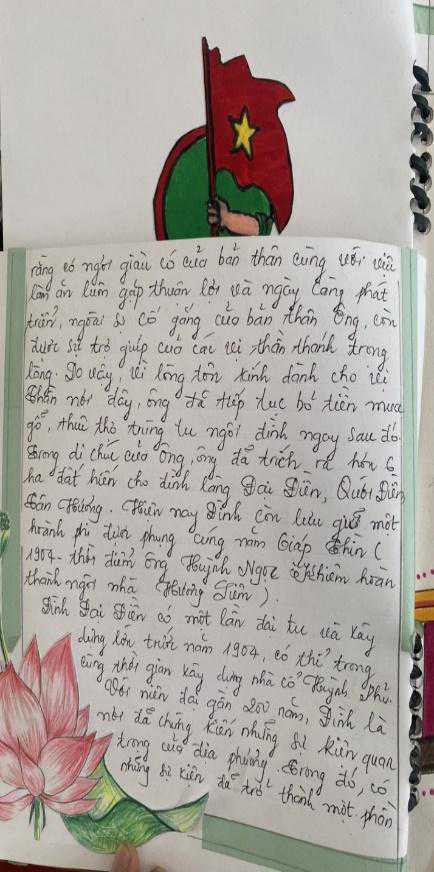 rằng có ngơi giàu có của bản thân cũng với việc
làm ăn luôn gặp thuận lợi và ngày càng phát
triển, ngoài sự cố gắng của bản thân Ông, còn
được sự trợ giúp của các vị thần thánh trong
làng. Do vậy, vì lòng tôn kính dành cho vị
thần nơi đây, ông đã tiếp tục bỏ tiền mua
gỗ, thuê thợ trùng tu ngôi đình ngay sau đó.
Trong di chúc của Ông, ông đã trích ra hơn 6
ha đất hiến cho đình làng Đại Điền, Qưới Điền
Tân Hương. Hiện nay Đình còn lưu giữ một
hoành phi được phụng cúng năm Giáp Thìn (
1904 - thời điểm ông Huỳnh Ngọc Khiêm hoàn
thành ngôi nhà Hương Liêm).
Đình Đại Điền có một lần đại tu và xây
dựng lớn trước năm 1904, có thể trong
cùng thời gian xây dựng nhà cổ Huỳnh Phủ.
Với niên đại gần 200 năm, Đình là
nơi đã chứng kiến những sự kiện quan
trọng của địa phương. Trong đó, có
những sự kiện đã trở thành một phần